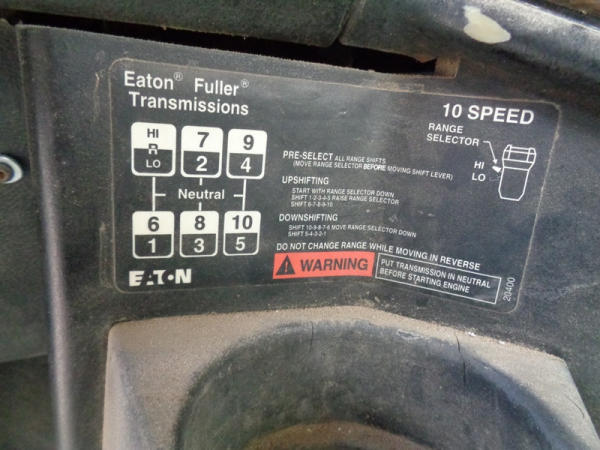 Eaton® Fuller®
Transmissions
10 SPEED
RANGE
SELECTOR
HI
LO
HI
R
LO
7
2
9
4
Neutral
6
1
8
3
10
5
PRE-SELECT ALL RANGE SHIFTS
(MOVE RANGE SELECTOR BEFORE MOVING SHIFT LEVER)
UPSHIFTING
START WITH RANGE SELECTOR DOWN
SHIFT 1-2-3-4-5 RAISE RANGE SELECTOR
SHIFT 6-7-8-9-10
DOWNSHIFTING
SHIFT 10-9-8-7-6 MOVE RANGE SELECTOR DOWN
SHIFT 5-4-3-2-1
DO NOT CHANGE RANGE WHILE MOVING IN REVERSE
WARNING
PUT TRANSMISSION IN NEUTRAL
BEFORE STARTING ENGINE
EATON
20400